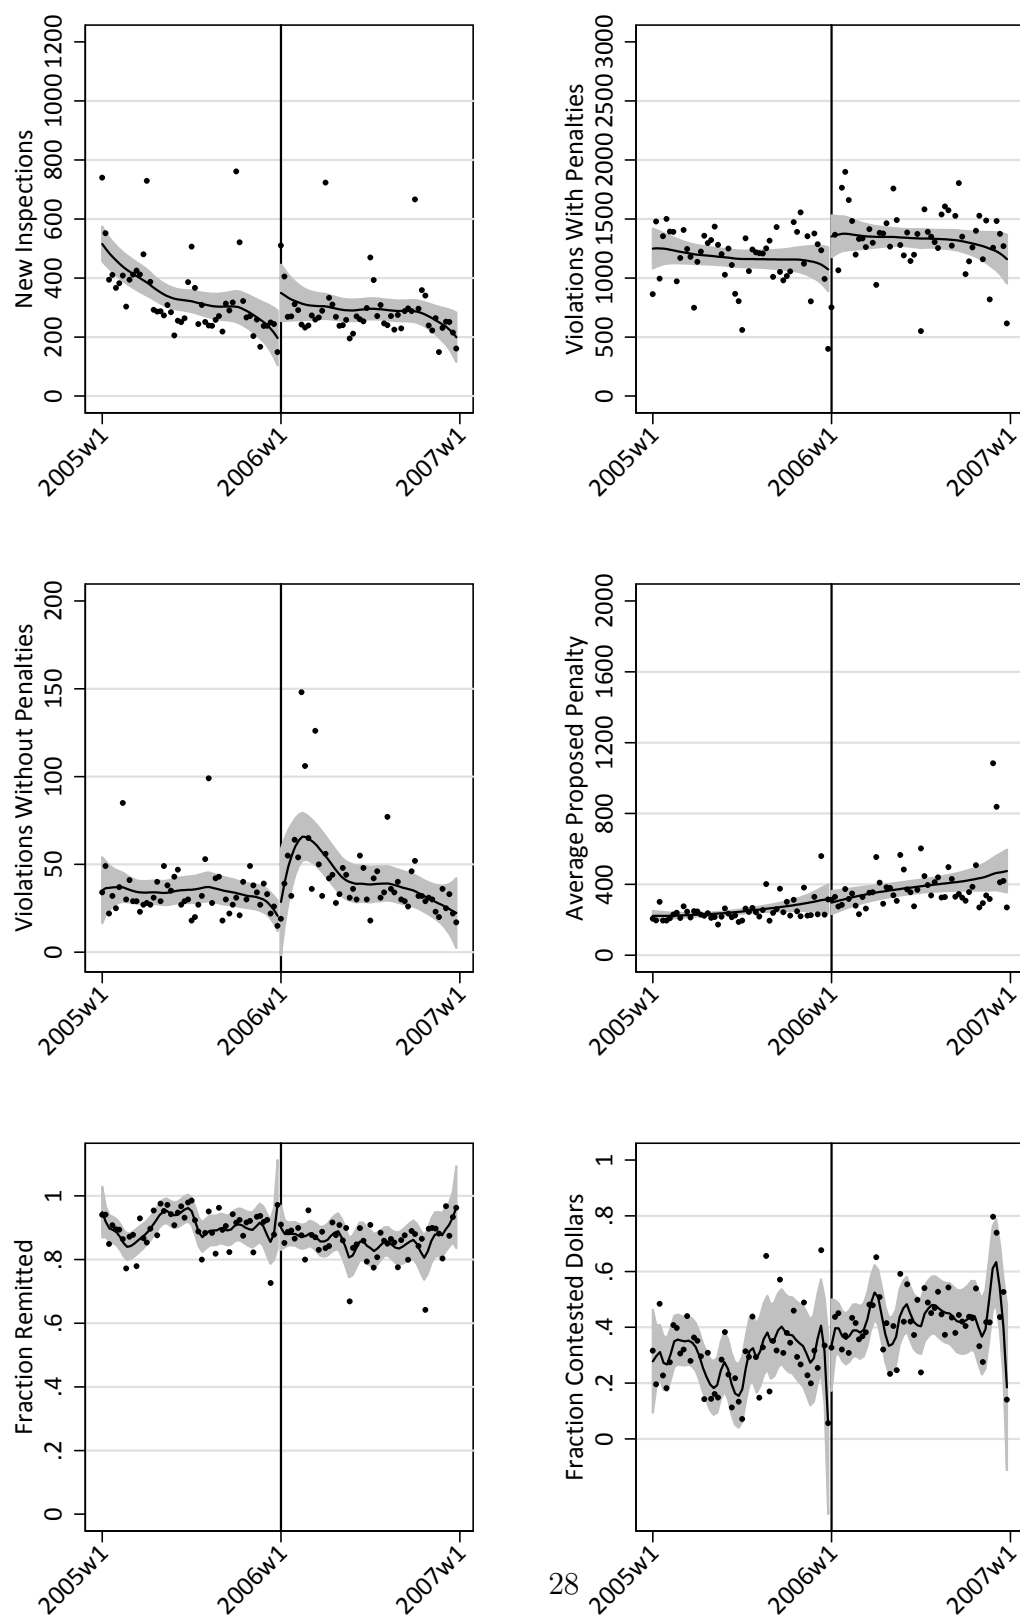 New Inspections
0 200 400 600 800 1000 1200
2005w1 2006w1 2007w1
Violations With Penalties
0 500 1000 1500 2000 2500 3000
2005w1 2006w1 2007w1
Violations Without Penalties
0 50 100 150 200
2005w1 2006w1 2007w1
Average Proposed Penalty
0 400 800 1200 1600 2000
2005w1 2006w1 2007w1
Fraction Remitted
0 .2 .4 .6 .8 1
2005w1 2006w1 2007w1
Fraction Contested Dollars
0 .2 .4 .6 .8 1
2005w1 2006w1 2007w1
28